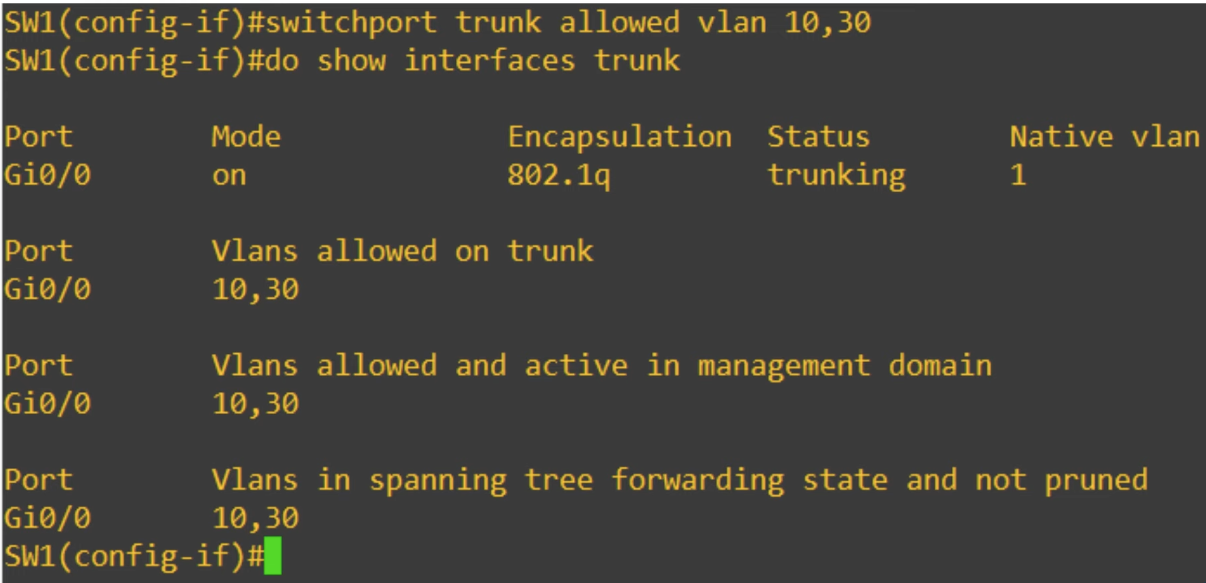 SW1(config-if)#switchport trunk allowed vlan 10,30
SW1(config-if)#do show interfaces trunk
Port Mode Encapsulation Status Native vlan
Gi0/0 on 802.1q trunking 1
Port Vlans allowed on trunk
Gi0/0 10,30
Port Vlans allowed and active in management domain
Gi0/0 10,30
Port Vlans in spanning tree forwarding state and not pruned
Gi0/0 10,30
SW1(config-if)#